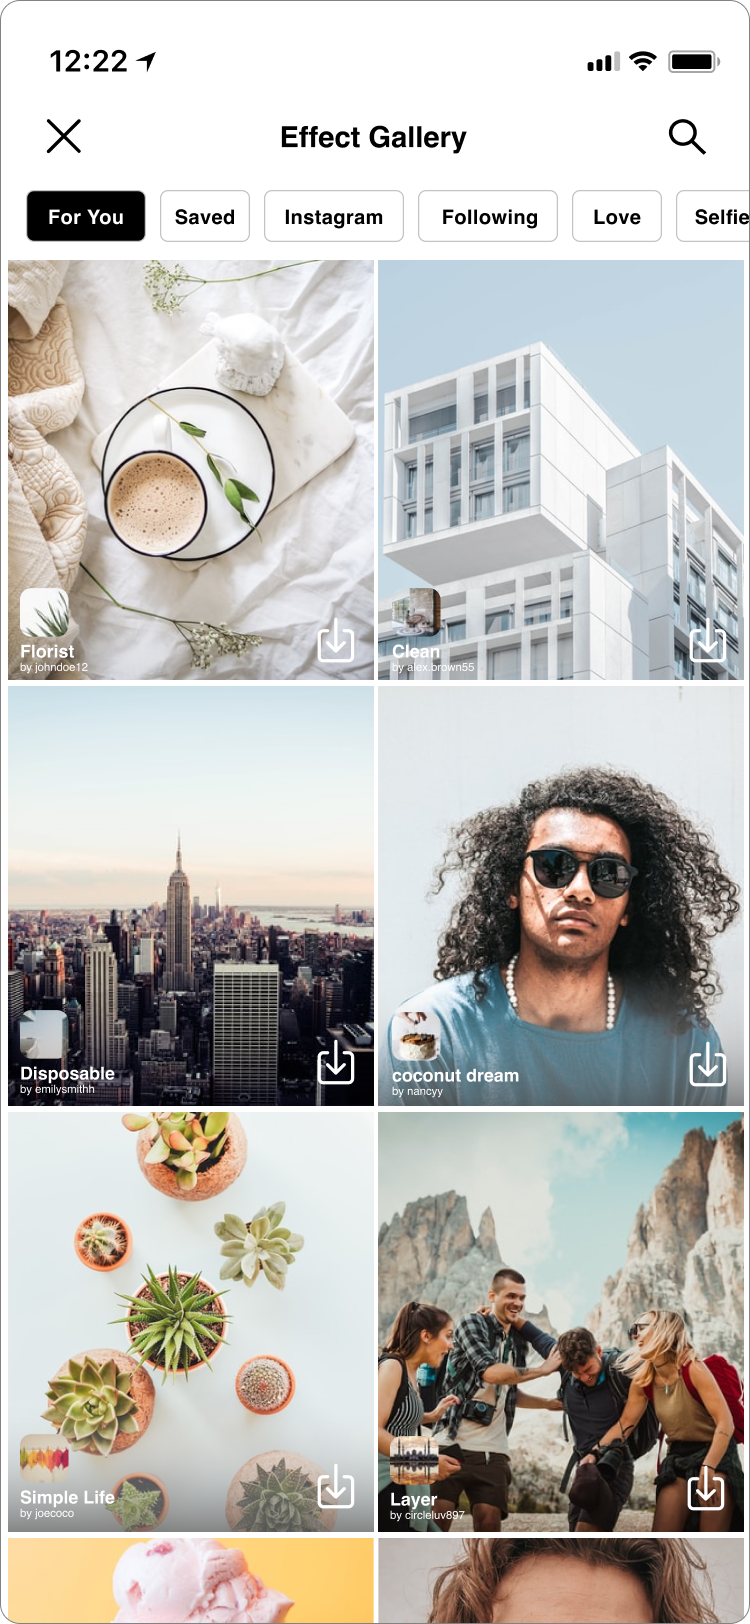 12:22
Effect Gallery
For You
Saved
Instagram
Following
Love
Selfie
Florist
by johndoe12
Clean
by alex.brown55
Disposable
by emilysmithh
coconut dream
by nancyy
Simple Life
by joecoco
Layer
by circleluv897